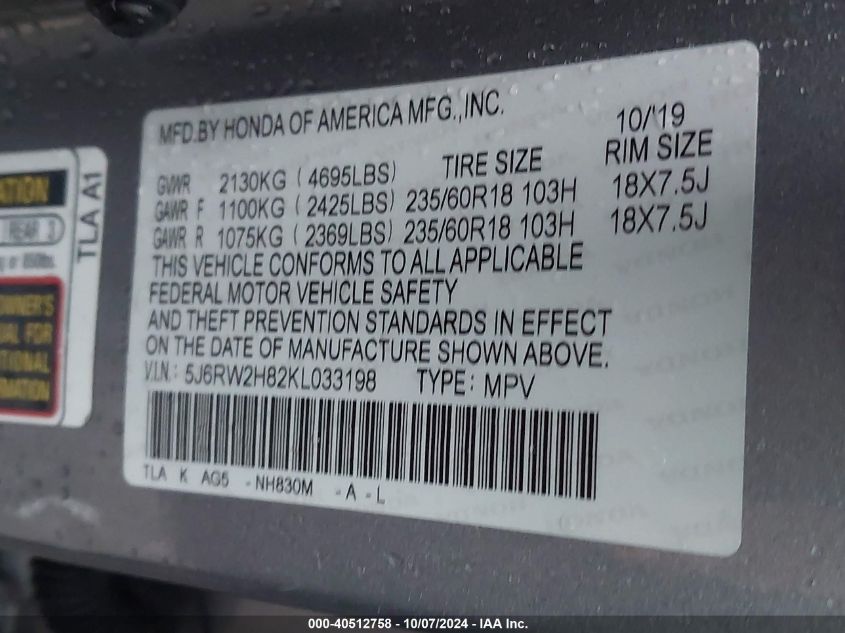 MFD.BY HONDA OF AMERICA MFG.,INC. 10/'19
TIRE SIZE RIM SIZE
GVWR 2130KG ( 4695LBS)
GAWR F 1100KG ( 2425LBS) 235/60R18 103H 18X7.5J
GAWR R 1075KG ( 2369LBS) 235/60R18 103H 18X7.5J
THIS VEHICLE CONFORMS TO ALL APPLICABLE
FEDERAL MOTOR VEHICLE SAFETY
AND THEFT PREVENTION STANDARDS IN EFFECT
ON THE DATE OF MANUFACTURE SHOWN ABOVE.
V.I.N.: 5J6RW2H82KL033198 TYPE: MPV
TLA K AG5 -NH830M -A -L
TLA A1
REAR 3
000-40512758 - 10/07/2024 - IAA Inc.